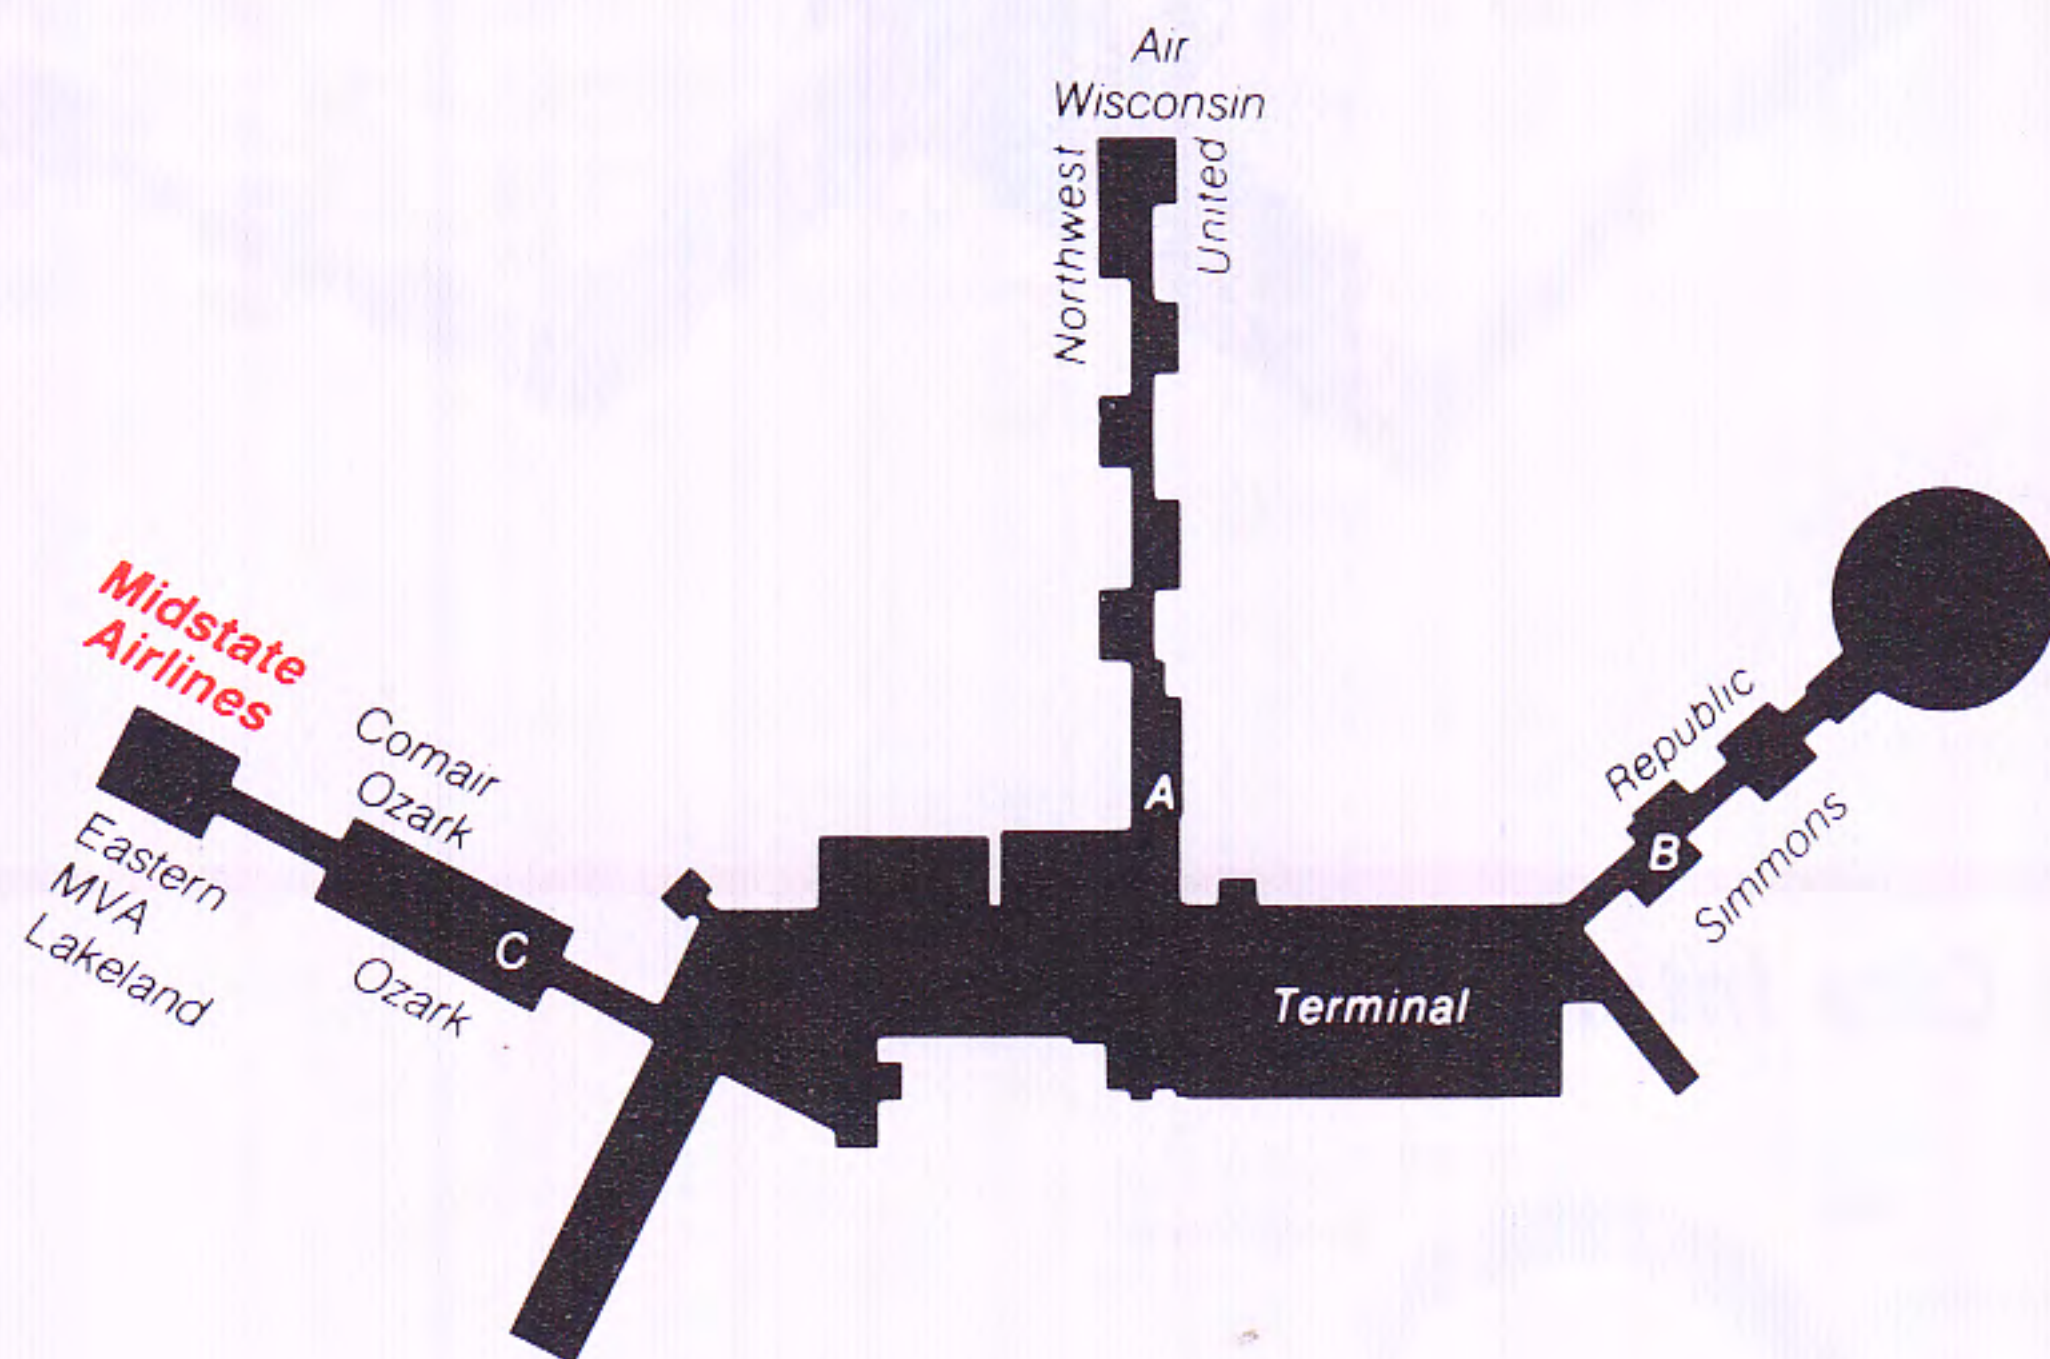 Air
Wisconsin
Northwest
United
Midstate
Airlines
Comair
Ozark
Eastern
MVA
Lakeland
C
Ozark
A
Republic
B
Simmons
Terminal